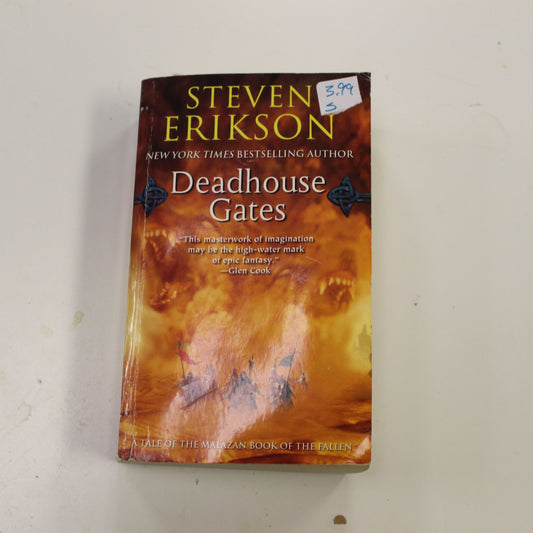 STEVEN
ERIKSON
3.99
S
NEW YORK TIMES BESTSELLING AUTHOR
Deadhouse
Gates
"This masterwork of imagination
may be the high-water mark
of epic fantasy."
—Glen Cook
A TALE OF THE MALAZAN BOOK OF THE FALLEN